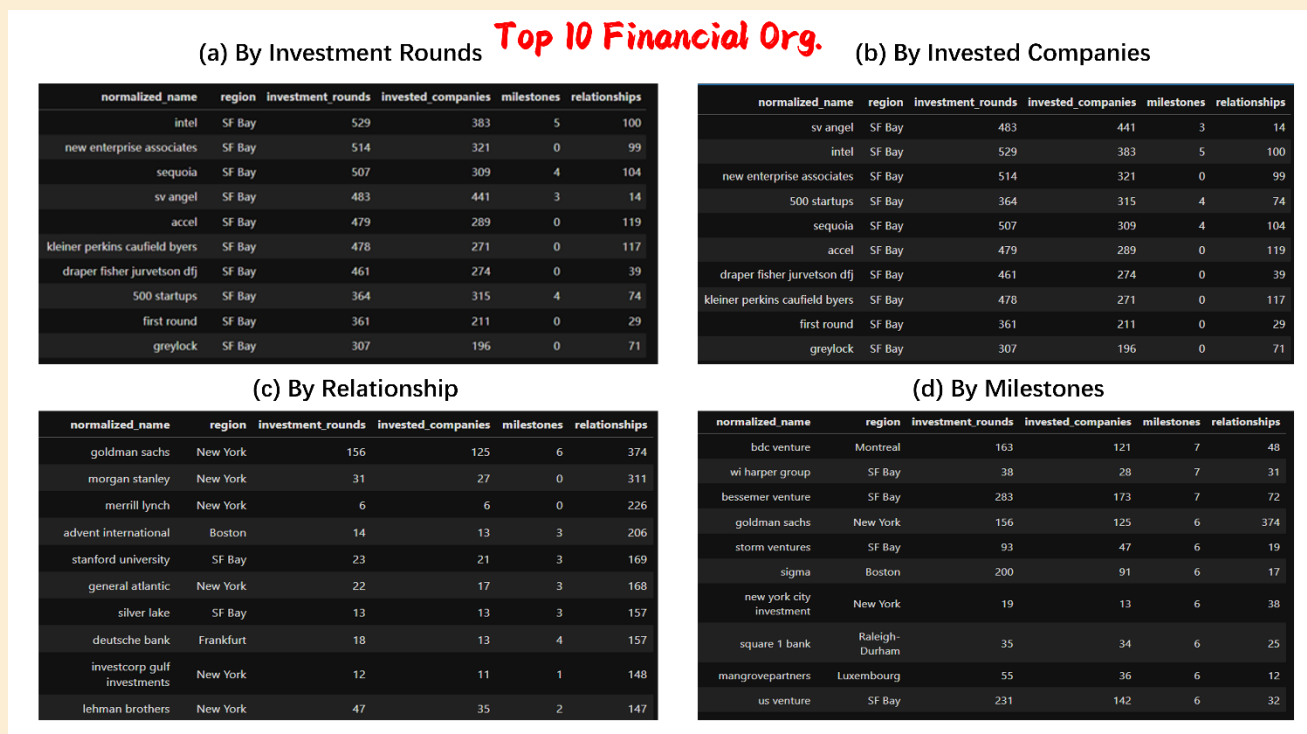 Top 10 Financial Org.
(a) By Investment Rounds
normalized_name region investment_rounds invested_companies milestones relationships
intel SF Bay 529 383 5 100
new enterprise associates SF Bay 514 321 0 99
sequoia SF Bay 507 309 4 104
sv angel SF Bay 483 441 3 14
accel SF Bay 479 289 0 119
kleiner perkins caufield byers SF Bay 478 271 0 117
draper fisher jurvetson dfj SF Bay 461 274 0 39
500 startups SF Bay 364 315 4 74
first round SF Bay 361 211 0 29
greylock SF Bay 307 196 0 71
(b) By Invested Companies
normalized_name region investment_rounds invested_companies milestones relationships
sv angel SF Bay 483 441 3 14
intel SF Bay 529 383 5 100
new enterprise associates SF Bay 514 321 0 99
500 startups SF Bay 364 315 4 74
sequoia SF Bay 507 309 4 104
accel SF Bay 479 289 0 119
draper fisher jurvetson dfj SF Bay 461 274 0 39
kleiner perkins caufield byers SF Bay 478 271 0 117
first round SF Bay 361 211 0 29
greylock SF Bay 307 196 0 71
(c) By Relationship
normalized_name region investment_rounds invested_companies milestones relationships
goldman sachs New York 156 125 6 374
morgan stanley New York 31 27 0 311
merrill lynch New York 6 6 0 226
advent international Boston 14 13 3 206
stanford university SF Bay 23 21 3 169
general atlantic New York 22 17 3 168
silver lake SF Bay 13 13 3 157
deutsche bank Frankfurt 18 13 4 157
investcorp gulf
investments New York 12 11 1 148
lehman brothers New York 47 35 2 147
(d) By Milestones
normalized_name region investment_rounds invested_companies milestones relationships
bdc venture Montreal 163 121 7 48
wi harper group SF Bay 38 28 7 31
bessemer venture SF Bay 283 173 7 72
goldman sachs New York 156 125 6 374
storm ventures SF Bay 93 47 6 19
sigma Boston 200 91 6 17
new york city
investment New York 19 13 6 38
square 1 bank Raleigh-
Durham 35 34 6 25
mangrovepartners Luxembourg 55 36 6 12
us venture SF Bay 231 142 6 32